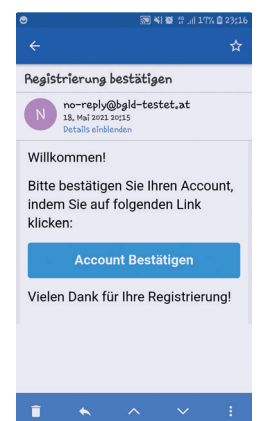 17% 23:16
Registrierung bestätigen
N
no-reply@bgld-testet.at
18. Mai 2021 20:15
Details einblenden
Willkommen!
Bitte bestätigen Sie Ihren Account,
indem Sie auf folgenden Link
klicken:
Account Bestätigen
Vielen Dank für Ihre Registrierung!